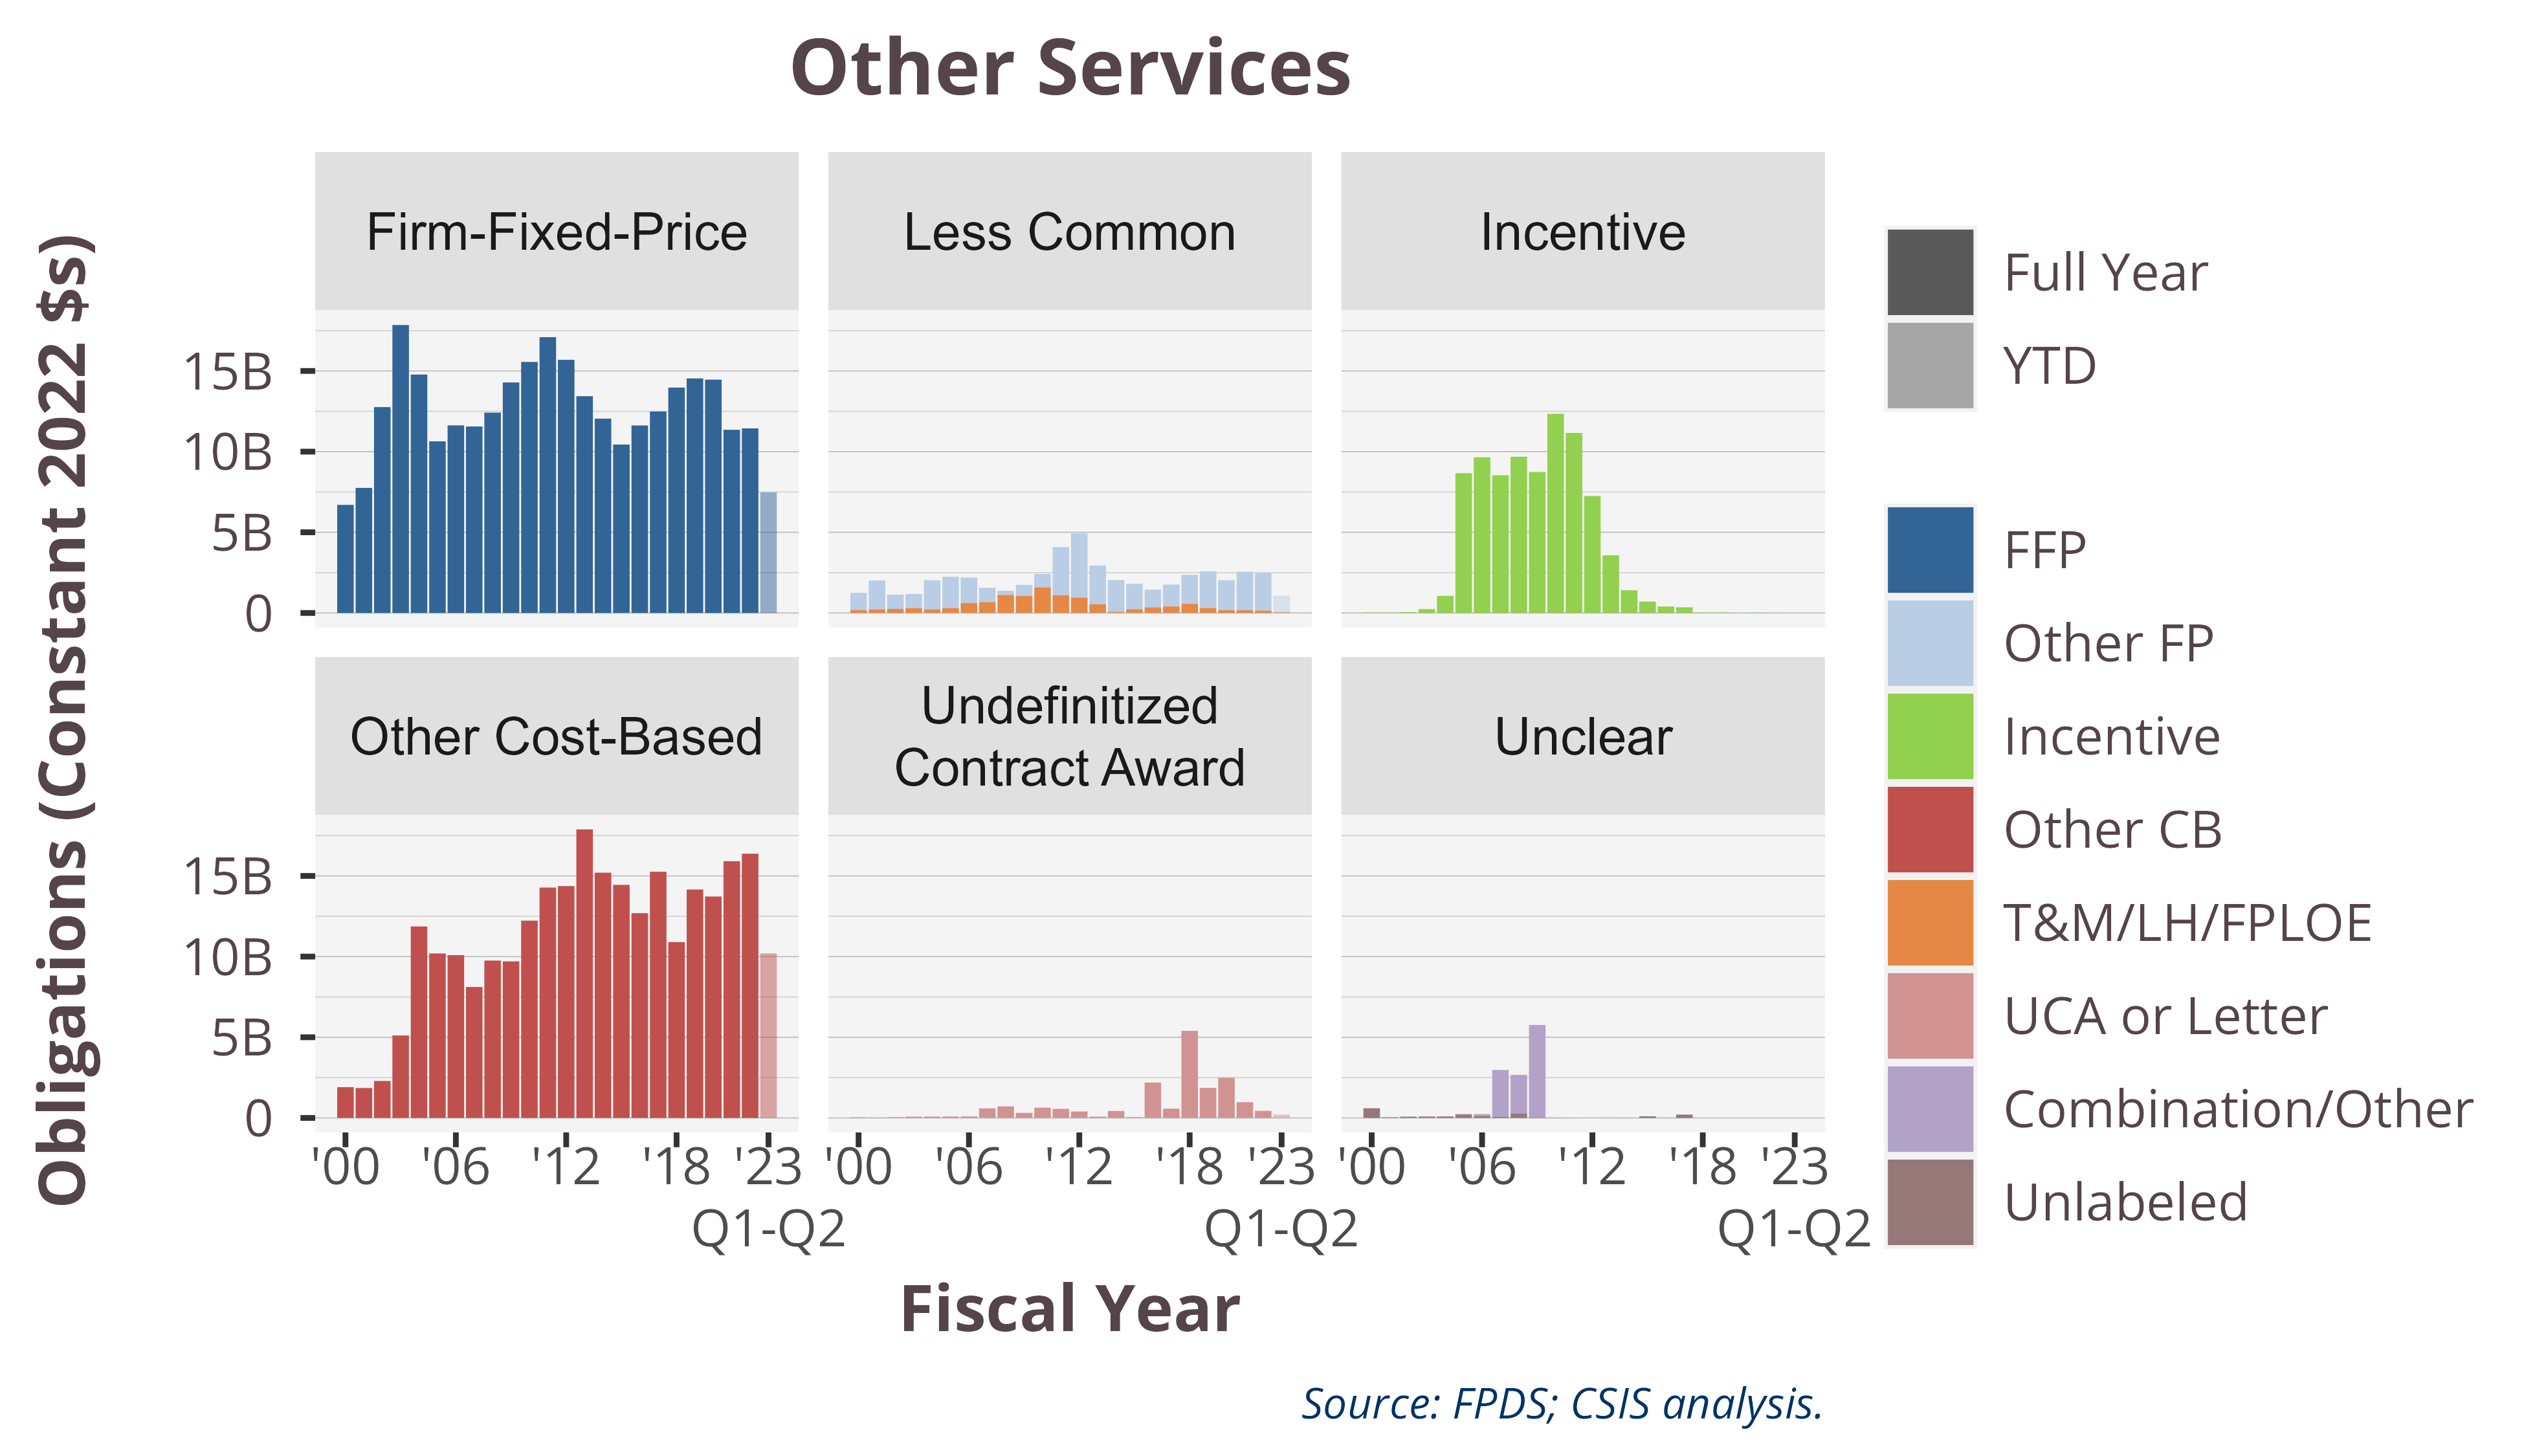 Other Services
Obligations (Constant 2022 $s)
Firm-Fixed-Price
Less Common
Incentive
15B
10B
5B
0
Other Cost-Based
Undefinitized
Contract Award
Unclear
15B
10B
5B
0
'00 '06 '12 '18 '23
Q1-Q2
'00 '06 '12 '18 '23
Q1-Q2
'00 '06 '12 '18 '23
Q1-Q2
Fiscal Year
Full Year
YTD
FFP
Other FP
Incentive
Other CB
T&M/LH/FPLOE
UCA or Letter
Combination/Other
Unlabeled
Source: FPDS; CSIS analysis.